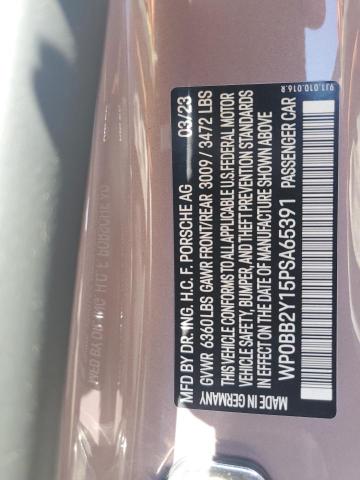 9J1.010.016.R
MFD BY DR. ING. H.C. F. PORSCHE AG 03/23
GVWR 6360 LBS GAWR FRONT/REAR 3009 / 3472 LBS
THIS VEHICLE CONFORMS TO ALL APPLICABLE U.S.FEDERAL MOTOR
VEHICLE SAFETY, BUMPER, AND THEFT PREVENTION STANDARDS
IN EFFECT ON THE DATE OF MANUFACTURE SHOWN ABOVE
WP0BB2Y15PSA65391 PASSENGER CAR
MADE IN GERMANY